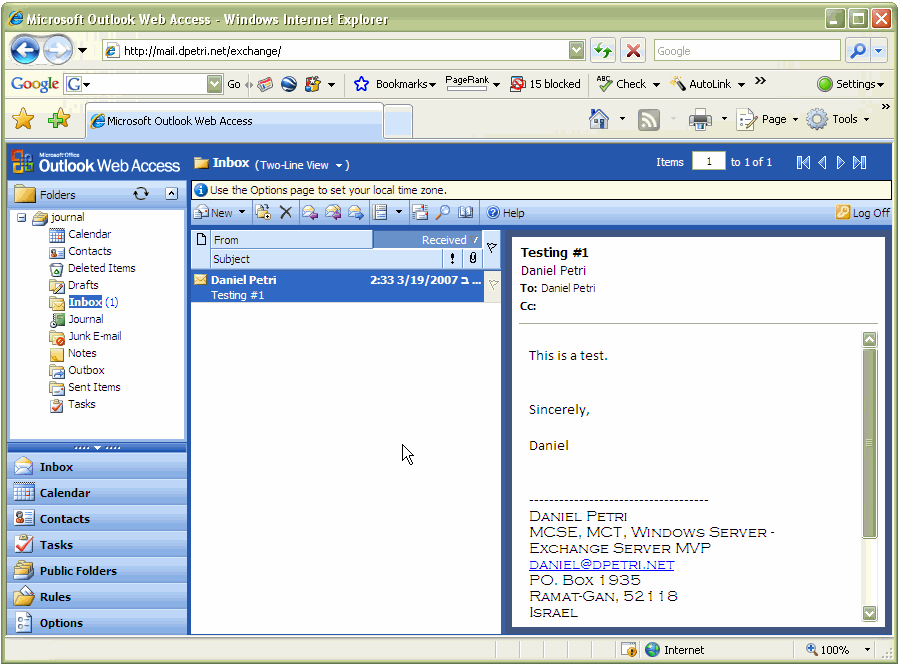 Microsoft Outlook Web Access - Windows Internet Explorer
http://mail.dpetri.net/exchange/
Google
Google G Go Bookmarks PageRank 15 blocked ABC Check AutoLink » Settings
Microsoft Outlook Web Access
Page Tools »
Microsoft Office
Outlook Web Access
Inbox (Two-Line View )
Items 1 to 1 of 1
Folders
Use the Options page to set your local time zone.
New Help Log Off
journal
Calendar
Contacts
Deleted Items
Drafts
Inbox (1)
Journal
Junk E-mail
Notes
Outbox
Sent Items
Tasks
Inbox
Calendar
Contacts
Tasks
Public Folders
Rules
Options
From Received
Subject !
Daniel Petri 2:33 3/19/2007 ב ...
Testing #1
Testing #1
Daniel Petri
To: Daniel Petri
Cc:
This is a test.
Sincerely,
Daniel
------------------------------------
Daniel Petri
MCSE, MCT, Windows Server -
Exchange Server MVP
daniel@dpetri.net
PO. Box 1935
Ramat-Gan, 52118
Israel
Internet 100%